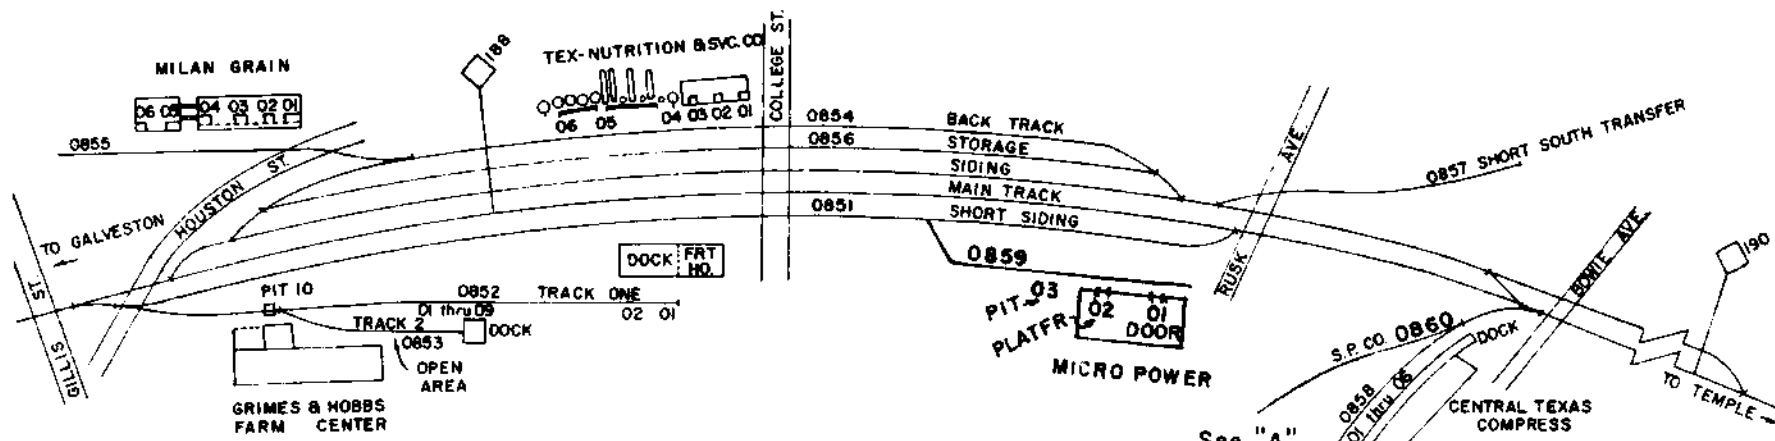 MILAN GRAIN
06 05 04 03 02 01
0855
188
TEX-NUTRITION & SVC. CO
06 05 04 03 02 01
COLLEGE ST.
HOUSTON ST.
TO GALVESTON
GILLIS ST
0854 BACK TRACK
0856 STORAGE
SIDING
MAIN TRACK
0851 SHORT SIDING
RUSK AVE
0857 SHORT SOUTH TRANSFER
DOCK
FRT HO.
0859
PIT 03
PLATFR
02 01
DOOR
MICRO POWER
PIT 10
0852 TRACK ONE
01 thru 09
02 01
TRACK 2
0853
DOCK
OPEN
AREA
GRIMES & HOBBS
FARM CENTER
BOWIE AVE
190
S.P. CO. 0860
DOCK
0858
01 thru 06
See "A"
CENTRAL TEXAS
COMPRESS
TO TEMPLE